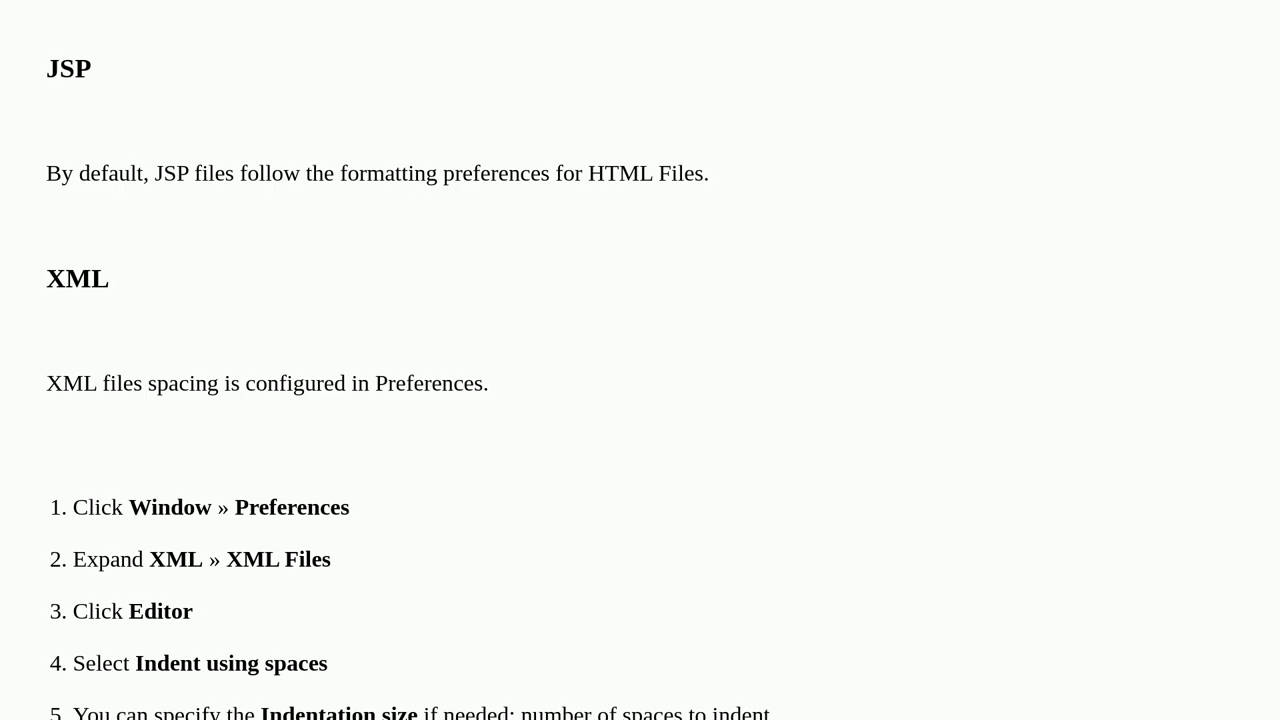 JSP
By default, JSP files follow the formatting preferences for HTML Files.
XML
XML files spacing is configured in Preferences.
1. Click Window » Preferences
2. Expand XML » XML Files
3. Click Editor
4. Select Indent using spaces
5. You can specify the Indentation size if needed: number of spaces to indent.